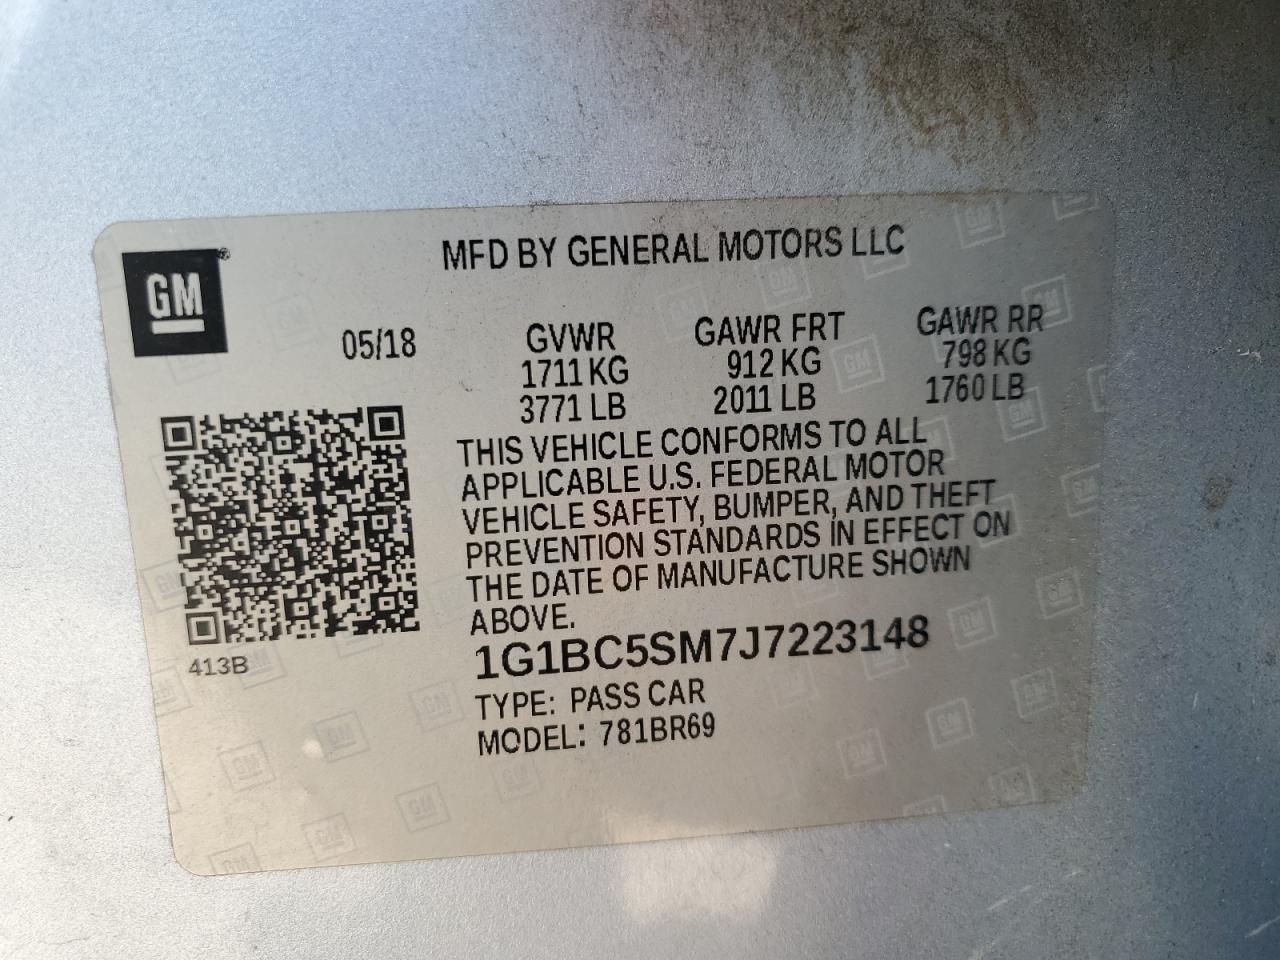 GM®
MFD BY GENERAL MOTORS LLC
05/18
GVWR GAWR FRT GAWR RR
1711 KG 912 KG 798 KG
3771 LB 2011 LB 1760 LB
THIS VEHICLE CONFORMS TO ALL
APPLICABLE U.S. FEDERAL MOTOR
VEHICLE SAFETY, BUMPER, AND THEFT
PREVENTION STANDARDS IN EFFECT ON
THE DATE OF MANUFACTURE SHOWN
ABOVE.
413B
1G1BC5SM7J7223148
TYPE: PASS CAR
MODEL: 781BR69